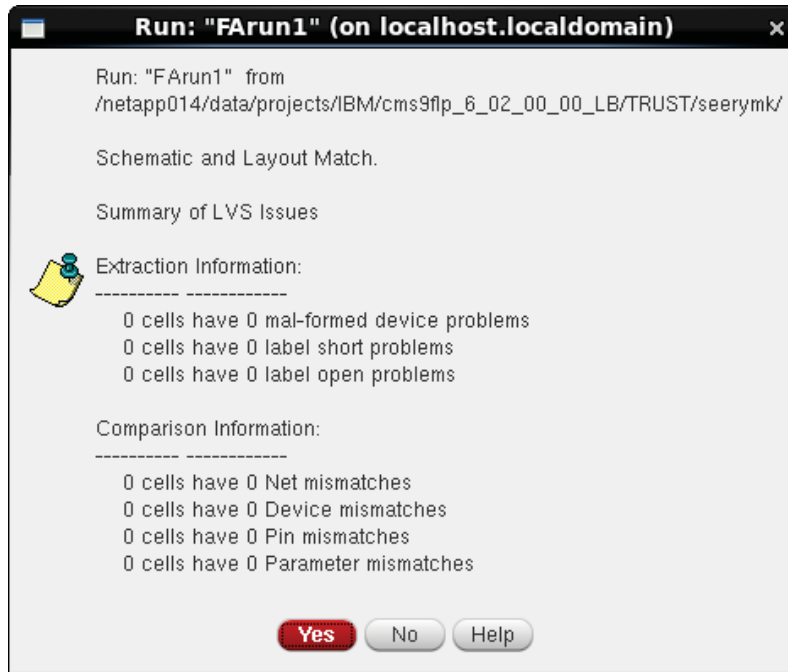 Run: "FArun1" (on localhost.localdomain)
Run: "FArun1" from
/netapp014/data/projects/IBM/cms9flp_6_02_00_00_LB/TRUST/seerymk/
Schematic and Layout Match.
Summary of LVS Issues
Extraction Information:
---------- ------------
0 cells have 0 mal-formed device problems
0 cells have 0 label short problems
0 cells have 0 label open problems
Comparison Information:
---------- ------------
0 cells have 0 Net mismatches
0 cells have 0 Device mismatches
0 cells have 0 Pin mismatches
0 cells have 0 Parameter mismatches
Yes No Help